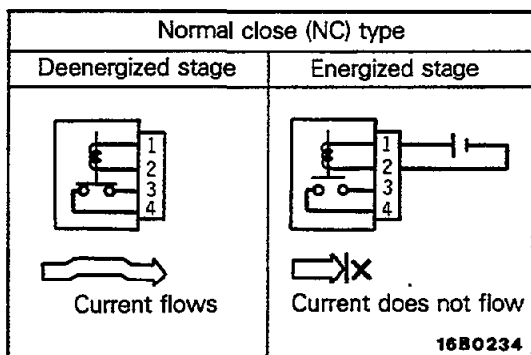 Normal close (NC) type
Deenergized stage
Energized stage
1
2
3
4
1
2
3
4
Current flows
Current does not flow
16B0234